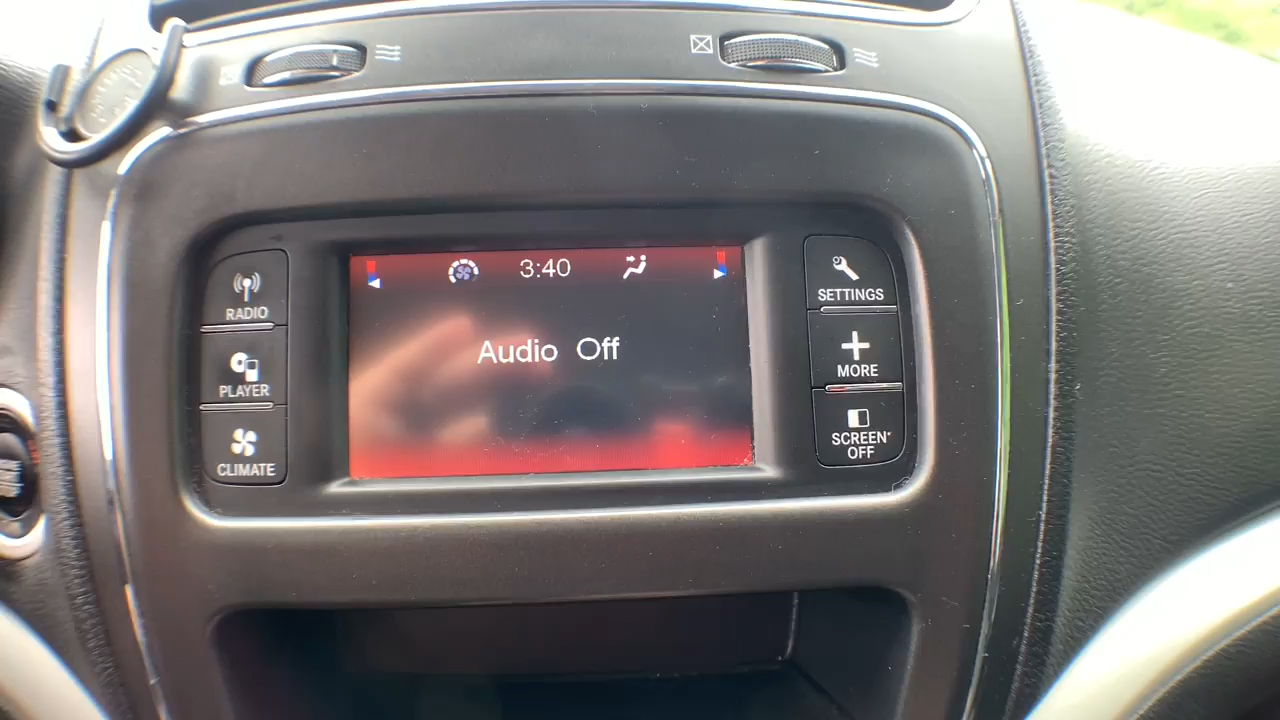 3:40
Audio Off
RADIO
PLAYER
CLIMATE
SETTINGS
MORE
SCREEN
OFF